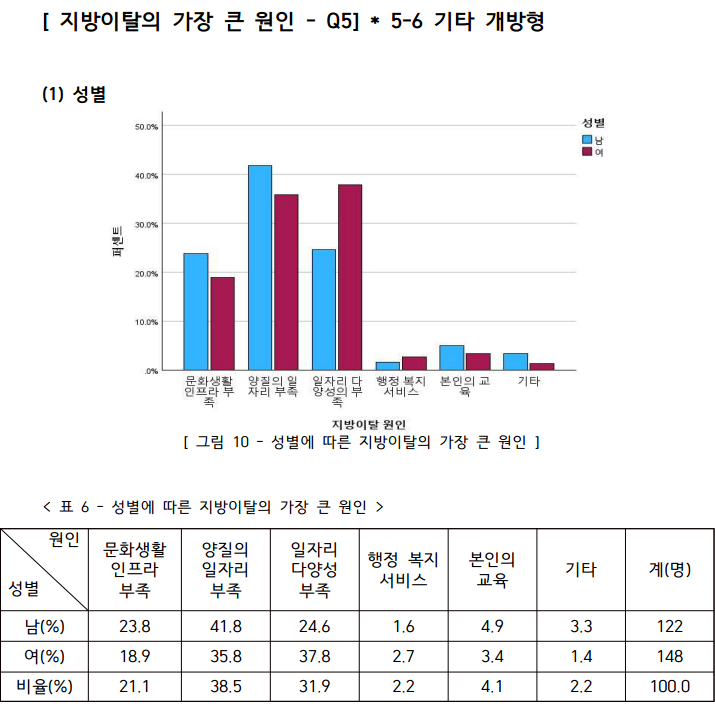 [ 지방이탈의 가장 큰 원인 - Q5] * 5-6 기타 개방형
(1) 성별
성별
남
여
퍼센트
50.0%
40.0%
30.0%
20.0%
10.0%
.0%
문화생활 인프라 부족
양질의 일자리 부족
일자리 다양성의 부족
행정 복지 서비스
본인의 교육
기타
지방이탈 원인
[ 그림 10 - 성별에 따른 지방이탈의 가장 큰 원인 ]
< 표 6 - 성별에 따른 지방이탈의 가장 큰 원인 >
원인
성별
문화생활 인프라 부족
양질의 일자리 부족
일자리 다양성 부족
행정 복지 서비스
본인의 교육
기타
계(명)
남(%) 23.8 41.8 24.6 1.6 4.9 3.3 122
여(%) 18.9 35.8 37.8 2.7 3.4 1.4 148
비율(%) 21.1 38.5 31.9 2.2 4.1 2.2 100.0